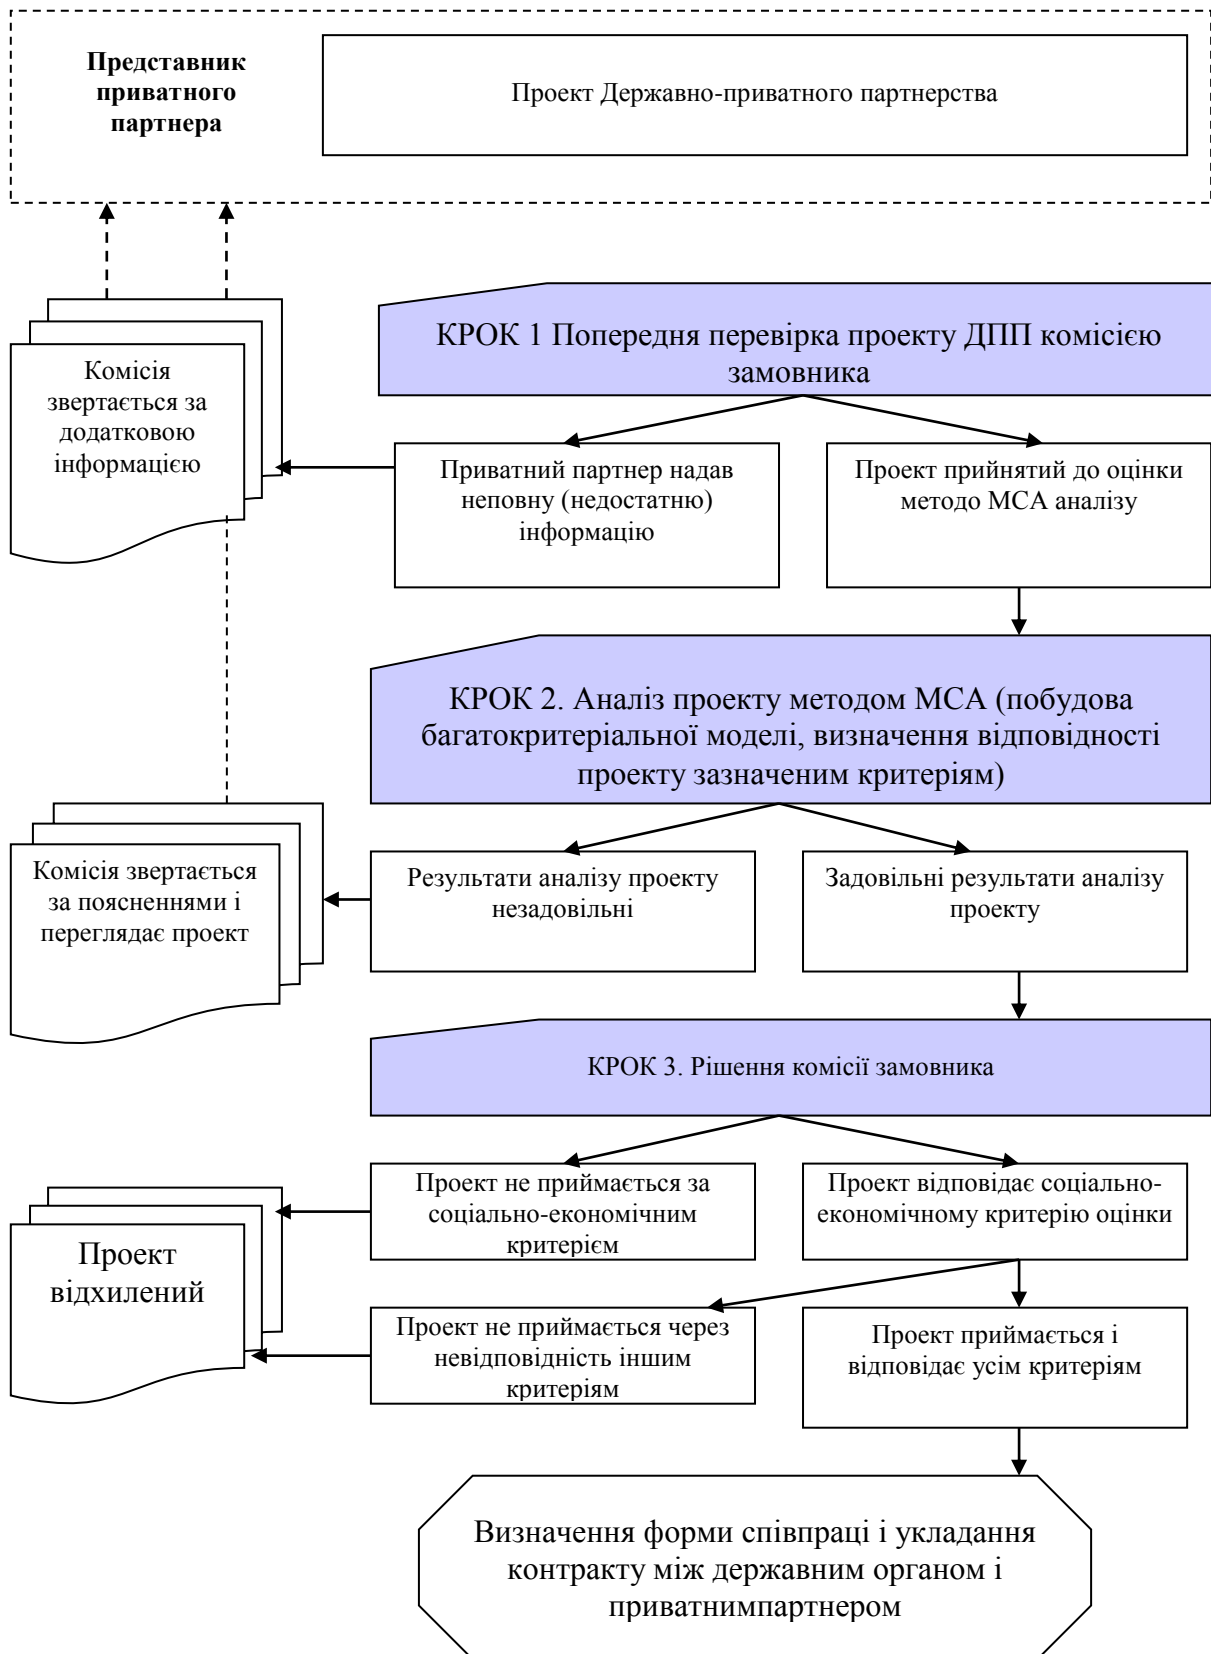 Представник
приватного
партнера
Проект Державно-приватного партнерства
КРОК 1 Попередня перевірка проекту ДПП комісією
замовника
Комісія
звертається за
додатковою
інформацією
Приватний партнер надав
неповну (недостатню)
інформацію
Проект прийнятий до оцінки
методо МСА аналізу
КРОК 2. Аналіз проекту методом МСА (побудова
багатокритеріальної моделі, визначення відповідності
проекту зазначеним критеріям)
Комісія звертається
за поясненнями і
переглядає проект
Результати аналізу проекту
незадовільні
Задовільні результати аналізу
проекту
КРОК 3. Рішення комісії замовника
Проект не приймається за
соціально-економічним
критерієм
Проект відповідає соціально-
економічному критерію оцінки
Проект
відхилений
Проект не приймається через
невідповідність іншим
критеріям
Проект приймається і
відповідає усім критеріям
Визначення форми співпраці і укладання
контракту між державним органом і
приватнимпартнером